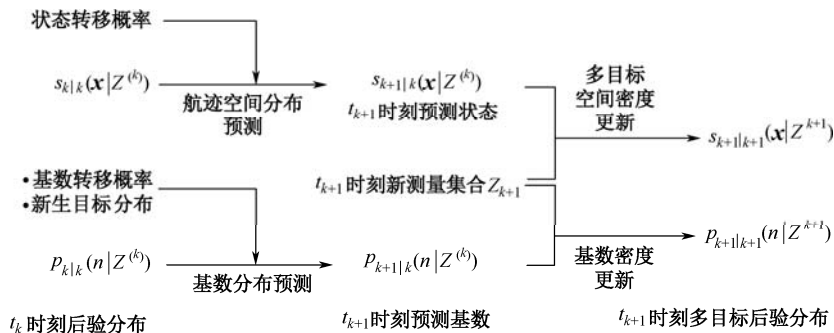 状态转移概率
s_{k|k}(x|Z^{(k)})
航迹空间分布
预测
s_{k+1|k}(x|Z^{(k)})
t_{k+1}时刻预测状态
多目标
空间密度
更新
s_{k+1|k+1}(x|Z^{k+1})
•基数转移概率
•新生目标分布
t_{k+1}时刻新测量集合Z_{k+1}
p_{k|k}(n|Z^{(k)})
基数分布预测
p_{k+1|k}(n|Z^{(k)})
基数密度
更新
p_{k+1|k+1}(n|Z^{k+1})
t_k时刻后验分布
t_{k+1}时刻预测基数
t_{k+1}时刻多目标后验分布